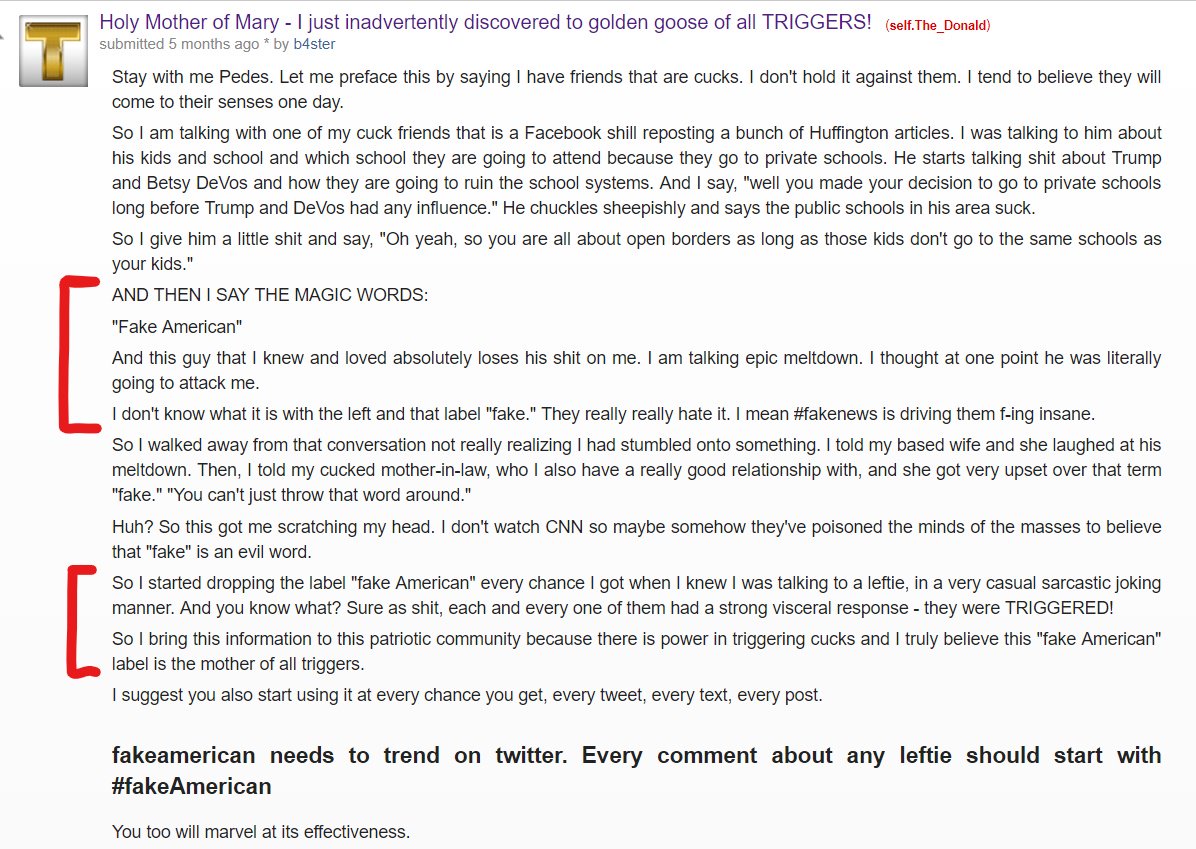 Holy Mother of Mary - I just inadvertently discovered to golden goose of all TRIGGERS! (self.The_Donald)
submitted 5 months ago * by b4ster
Stay with me Pedes. Let me preface this by saying I have friends that are cucks. I don't hold it against them. I tend to believe they will
come to their senses one day.
So I am talking with one of my cuck friends that is a Facebook shill reposting a bunch of Huffington articles. I was talking to him about
his kids and school and which school they are going to attend because they go to private schools. He starts talking shit about Trump
and Betsy DeVos and how they are going to ruin the school systems. And I say, "well you made your decision to go to private schools
long before Trump and DeVos had any influence." He chuckles sheepishly and says the public schools in his area suck.
So I give him a little shit and say, "Oh yeah, so you are all about open borders as long as those kids don't go to the same schools as
your kids."
AND THEN I SAY THE MAGIC WORDS:
"Fake American"
And this guy that I knew and loved absolutely loses his shit on me. I am talking epic meltdown. I thought at one point he was literally
going to attack me.
I don't know what it is with the left and that label "fake." They really really hate it. I mean #fakenews is driving them f-ing insane.
So I walked away from that conversation not really realizing I had stumbled onto something. I told my based wife and she laughed at his
meltdown. Then, I told my cucked mother-in-law, who I also have a really good relationship with, and she got very upset over that term
"fake." "You can't just throw that word around."
Huh? So this got me scratching my head. I don't watch CNN so maybe somehow they've poisoned the minds of the masses to believe
that "fake" is an evil word.
So I started dropping the label "fake American" every chance I got when I knew I was talking to a leftie, in a very casual sarcastic joking
manner. And you know what? Sure as shit, each and every one of them had a strong visceral response - they were TRIGGERED!
So I bring this information to this patriotic community because there is power in triggering cucks and I truly believe this "fake American"
label is the mother of all triggers.
I suggest you also start using it at every chance you get, every tweet, every text, every post.
fakeamerican needs to trend on twitter. Every comment about any leftie should start with
#fakeAmerican
You too will marvel at its effectiveness.